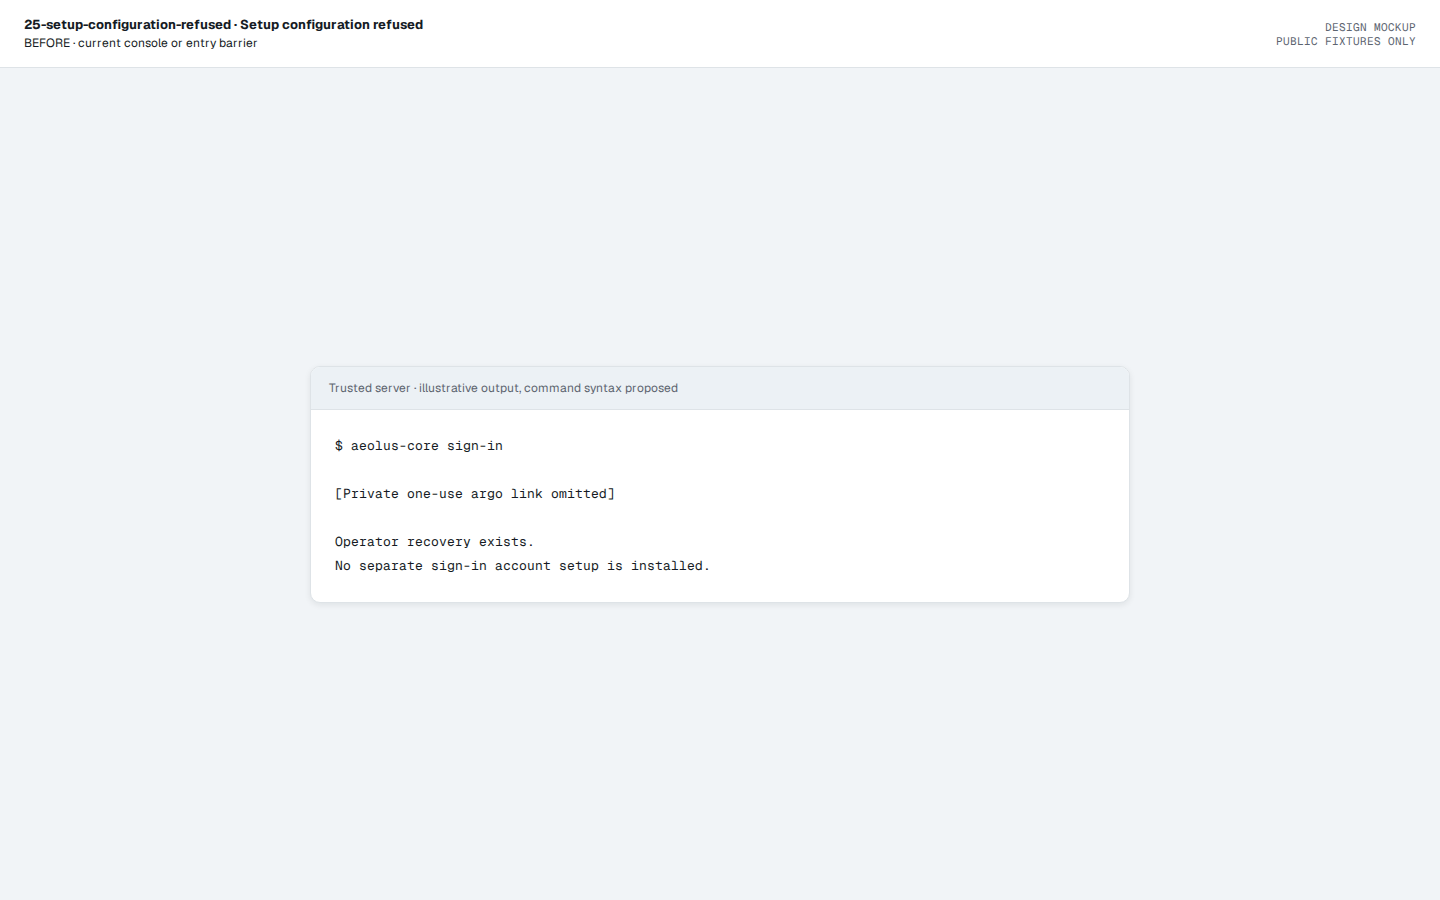 25-setup-configuration-refused · Setup configuration refused
BEFORE · current console or entry barrier
DESIGN MOCKUP
PUBLIC FIXTURES ONLY
Trusted server · illustrative output, command syntax proposed
$ aeolus-core sign-in
[Private one-use argo link omitted]
Operator recovery exists.
No separate sign-in account setup is installed.